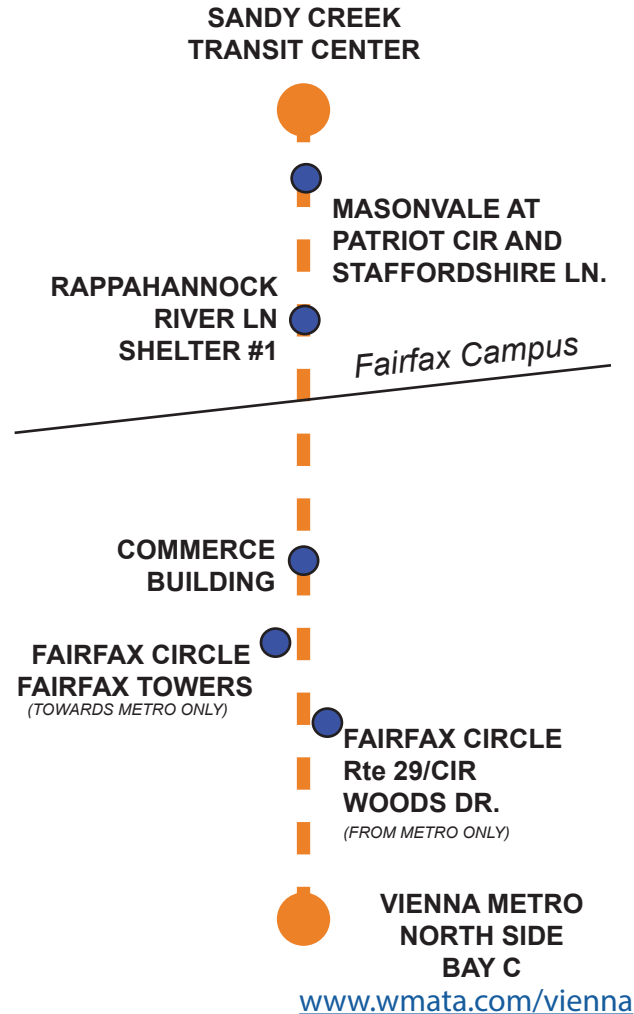 SANDY CREEK
TRANSIT CENTER
MASONVALE AT
PATRIOT CIR AND
STAFFORDSHIRE LN.
RAPPAHANNOCK
RIVER LN
SHELTER #1
Fairfax Campus
COMMERCE
BUILDING
FAIRFAX CIRCLE
FAIRFAX TOWERS
(TOWARDS METRO ONLY)
FAIRFAX CIRCLE
Rte 29/CIR
WOODS DR.
(FROM METRO ONLY)
VIENNA METRO
NORTH SIDE
BAY C
www.wmata.com/vienna